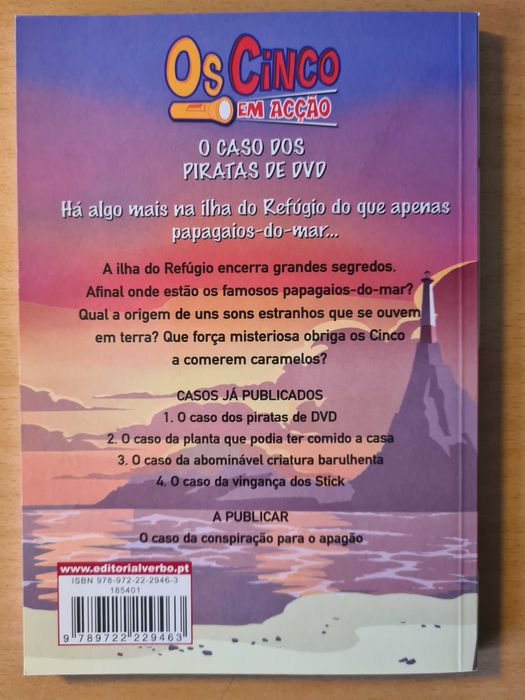 OS CINCO
EM ACÇÃO
O CASO DOS
PIRATAS DE DVD
Há algo mais na ilha do Refúgio do que apenas
papagaios-do-mar...
A ilha do Refúgio encerra grandes segredos.
Afinal onde estão os famosos papagaios-do-mar?
Qual a origem de uns sons estranhos que se ouvem
em terra? Que força misteriosa obriga os Cinco
a comerem caramelos?
CASOS JÁ PUBLICADOS
1. O caso dos piratas de DVD
2. O caso da planta que podia ter comido a casa
3. O caso da abominável criatura barulhenta
4. O caso da vingança dos Stick
A PUBLICAR
O caso da conspiração para o apagão
www.editorialverbo.pt
ISBN 978-972-22-2946-3
185401
9 789722 229463